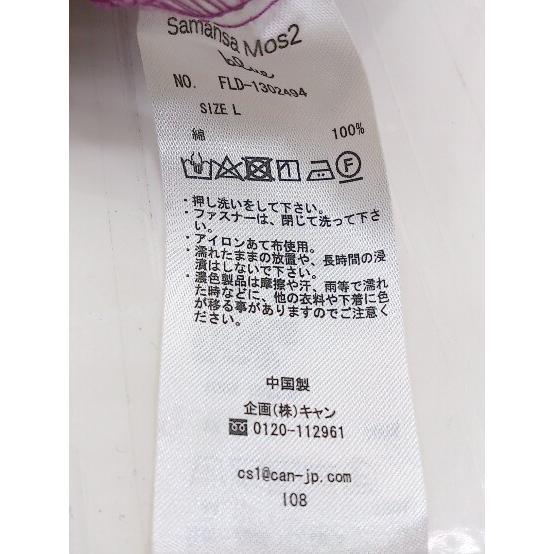 Samansa Mos2
blue
NO. FLD-1302494
SIZE L
綿 100%
F
・押し洗いをして下さい。
・ファスナーは、閉じて洗って下さ
い。
・アイロンあて布使用。
・濡れたままの放置や、長時間の浸
漬はしないで下さい。
・濃色製品は摩擦や汗、雨等で濡れ
た時などに、他の衣料や下着に色
が移る事がありますのでご注意く
ださい。
中国製
企画(株)キャン
0120-112961
cs1@can-jp.com
I08